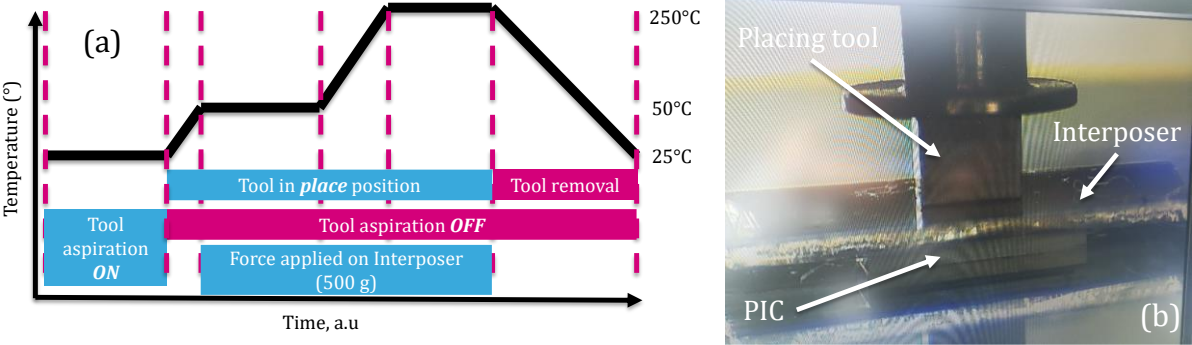 (a)
Temperature (°)
250°C
50°C
25°C
Tool in place position
Tool removal
Tool aspiration OFF
Tool
aspiration
ON
Force applied on Interposer
(500 g)
Time, a.u
Placing tool
Interposer
PIC
(b)